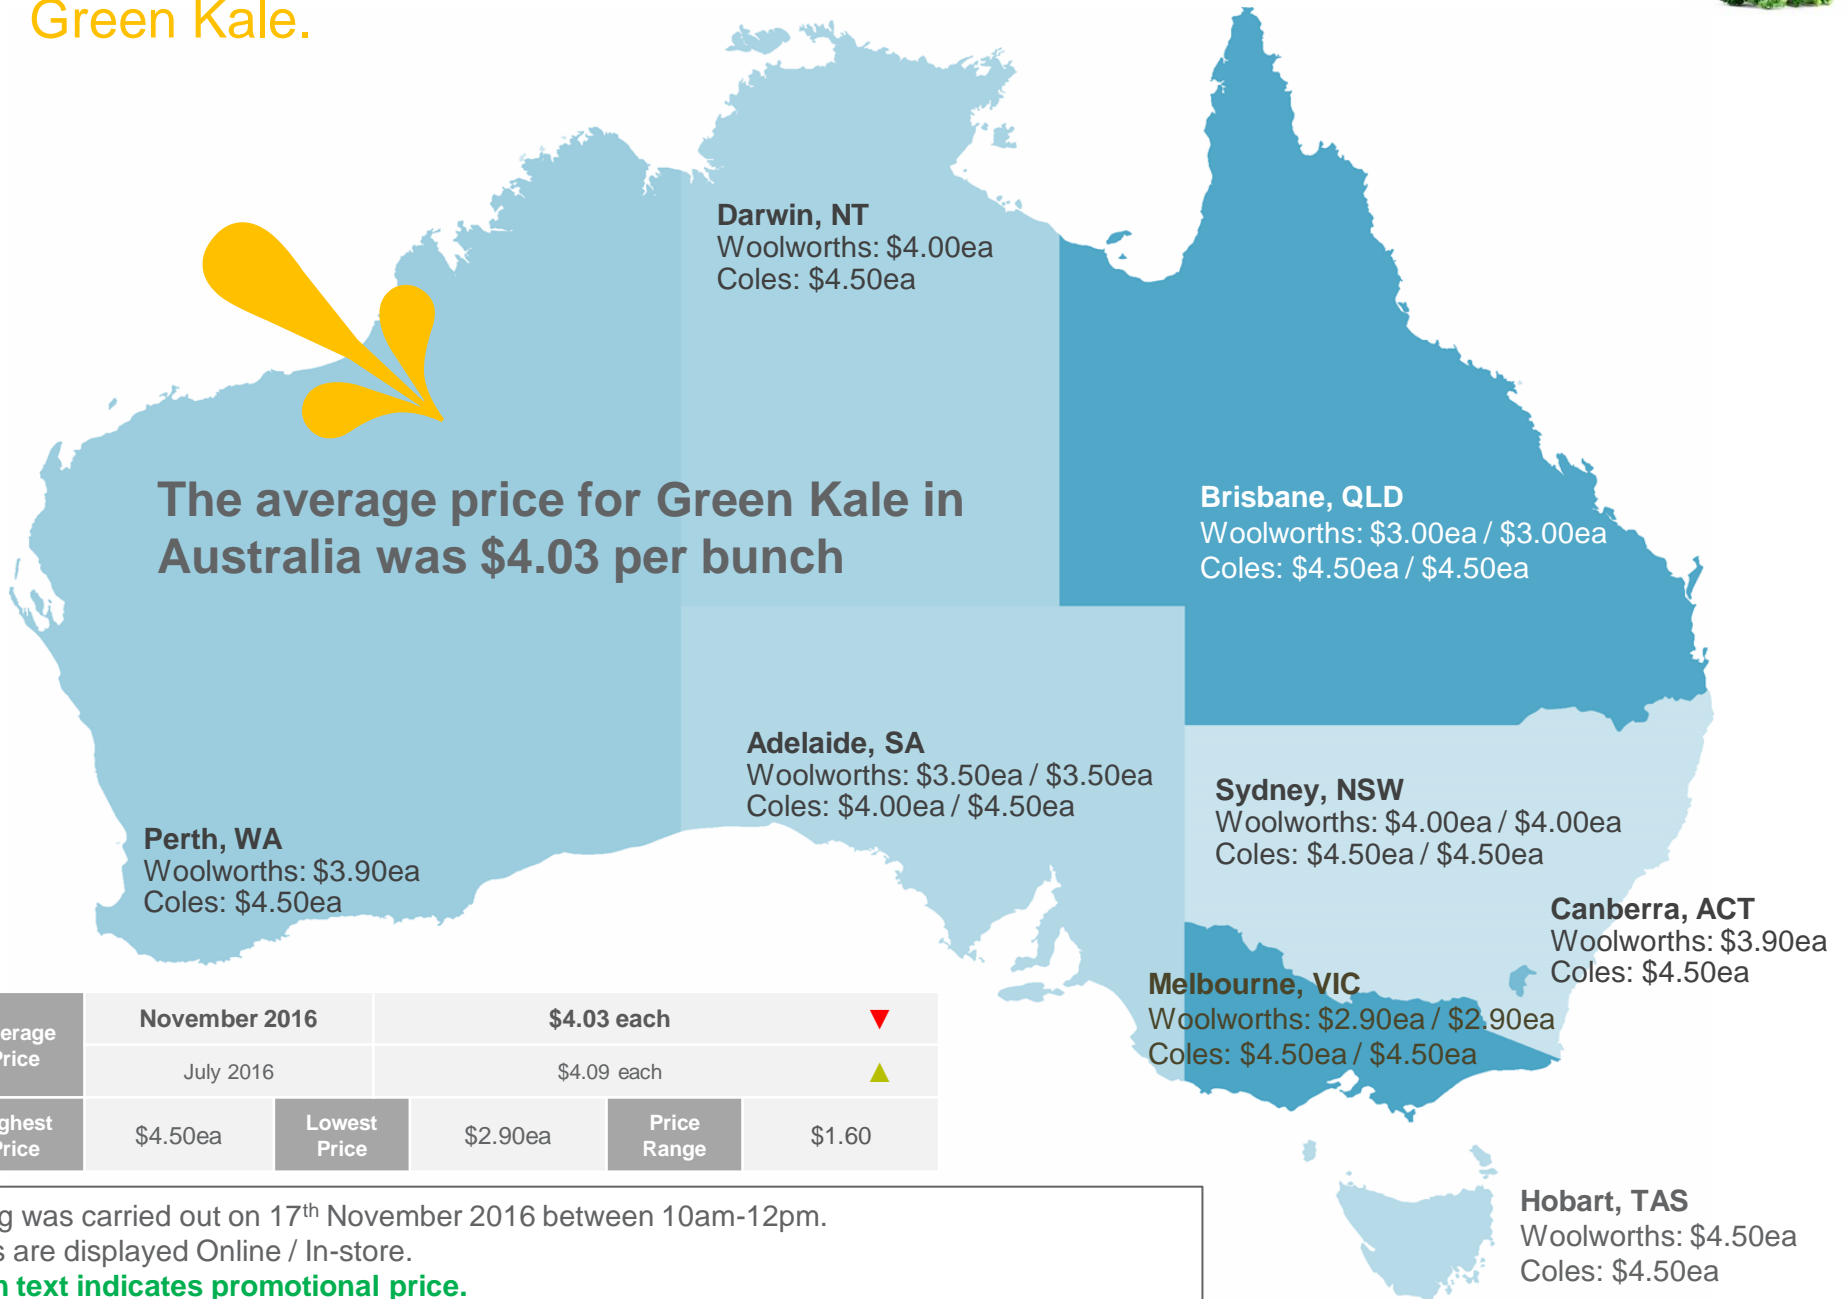 Green Kale.
Darwin, NT
Woolworths: $4.00ea
Coles: $4.50ea
The average price for Green Kale in
Australia was $4.03 per bunch
Brisbane, QLD
Woolworths: $3.00ea / $3.00ea
Coles: $4.50ea / $4.50ea
Adelaide, SA
Woolworths: $3.50ea / $3.50ea
Coles: $4.00ea / $4.50ea
Sydney, NSW
Woolworths: $4.00ea / $4.00ea
Coles: $4.50ea / $4.50ea
Perth, WA
Woolworths: $3.90ea
Coles: $4.50ea
Canberra, ACT
Woolworths: $3.90ea
Coles: $4.50ea
Melbourne, VIC
Woolworths: $2.90ea / $2.90ea
Coles: $4.50ea / $4.50ea
erage
Price
November 2016 $4.03 each ▼
July 2016 $4.09 each ▲
ghest
Price
$4.50ea
Lowest
Price
$2.90ea
Price
Range
$1.60
g was carried out on 17th November 2016 between 10am-12pm.
s are displayed Online / In-store.
n text indicates promotional price.
Hobart, TAS
Woolworths: $4.50ea
Coles: $4.50ea